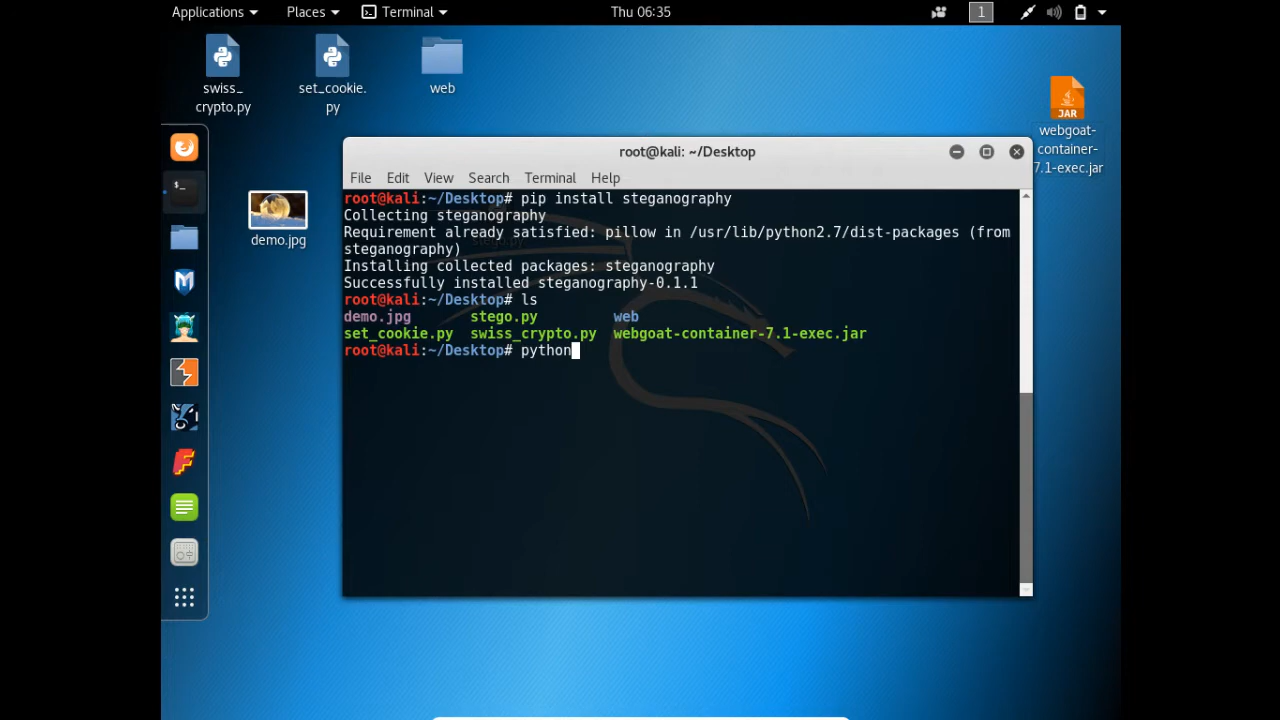 Applications Places Terminal Thu 06:35 1
swiss_
crypto.py
set_cookie.
py
web
JAR
webgoat-
container-
7.1-exec.jar
demo.jpg
root@kali: ~/Desktop
File Edit View Search Terminal Help
root@kali:~/Desktop# pip install steganography
Collecting steganography
Requirement already satisfied: pillow in /usr/lib/python2.7/dist-packages (from
steganography)
Installing collected packages: steganography
Successfully installed steganography-0.1.1
root@kali:~/Desktop# ls
demo.jpg stego.py web
set_cookie.py swiss_crypto.py webgoat-container-7.1-exec.jar
root@kali:~/Desktop# python
stego.py